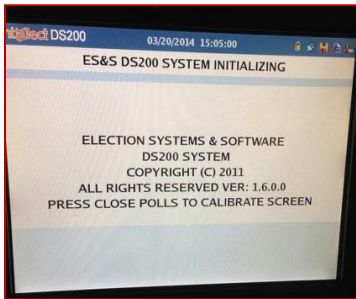 DS200 03/20/2014 15:05:00
ES&S DS200 SYSTEM INITIALIZING
ELECTION SYSTEMS & SOFTWARE
DS200 SYSTEM
COPYRIGHT (C) 2011
ALL RIGHTS RESERVED VER: 1.6.0.0
PRESS CLOSE POLLS TO CALIBRATE SCREEN